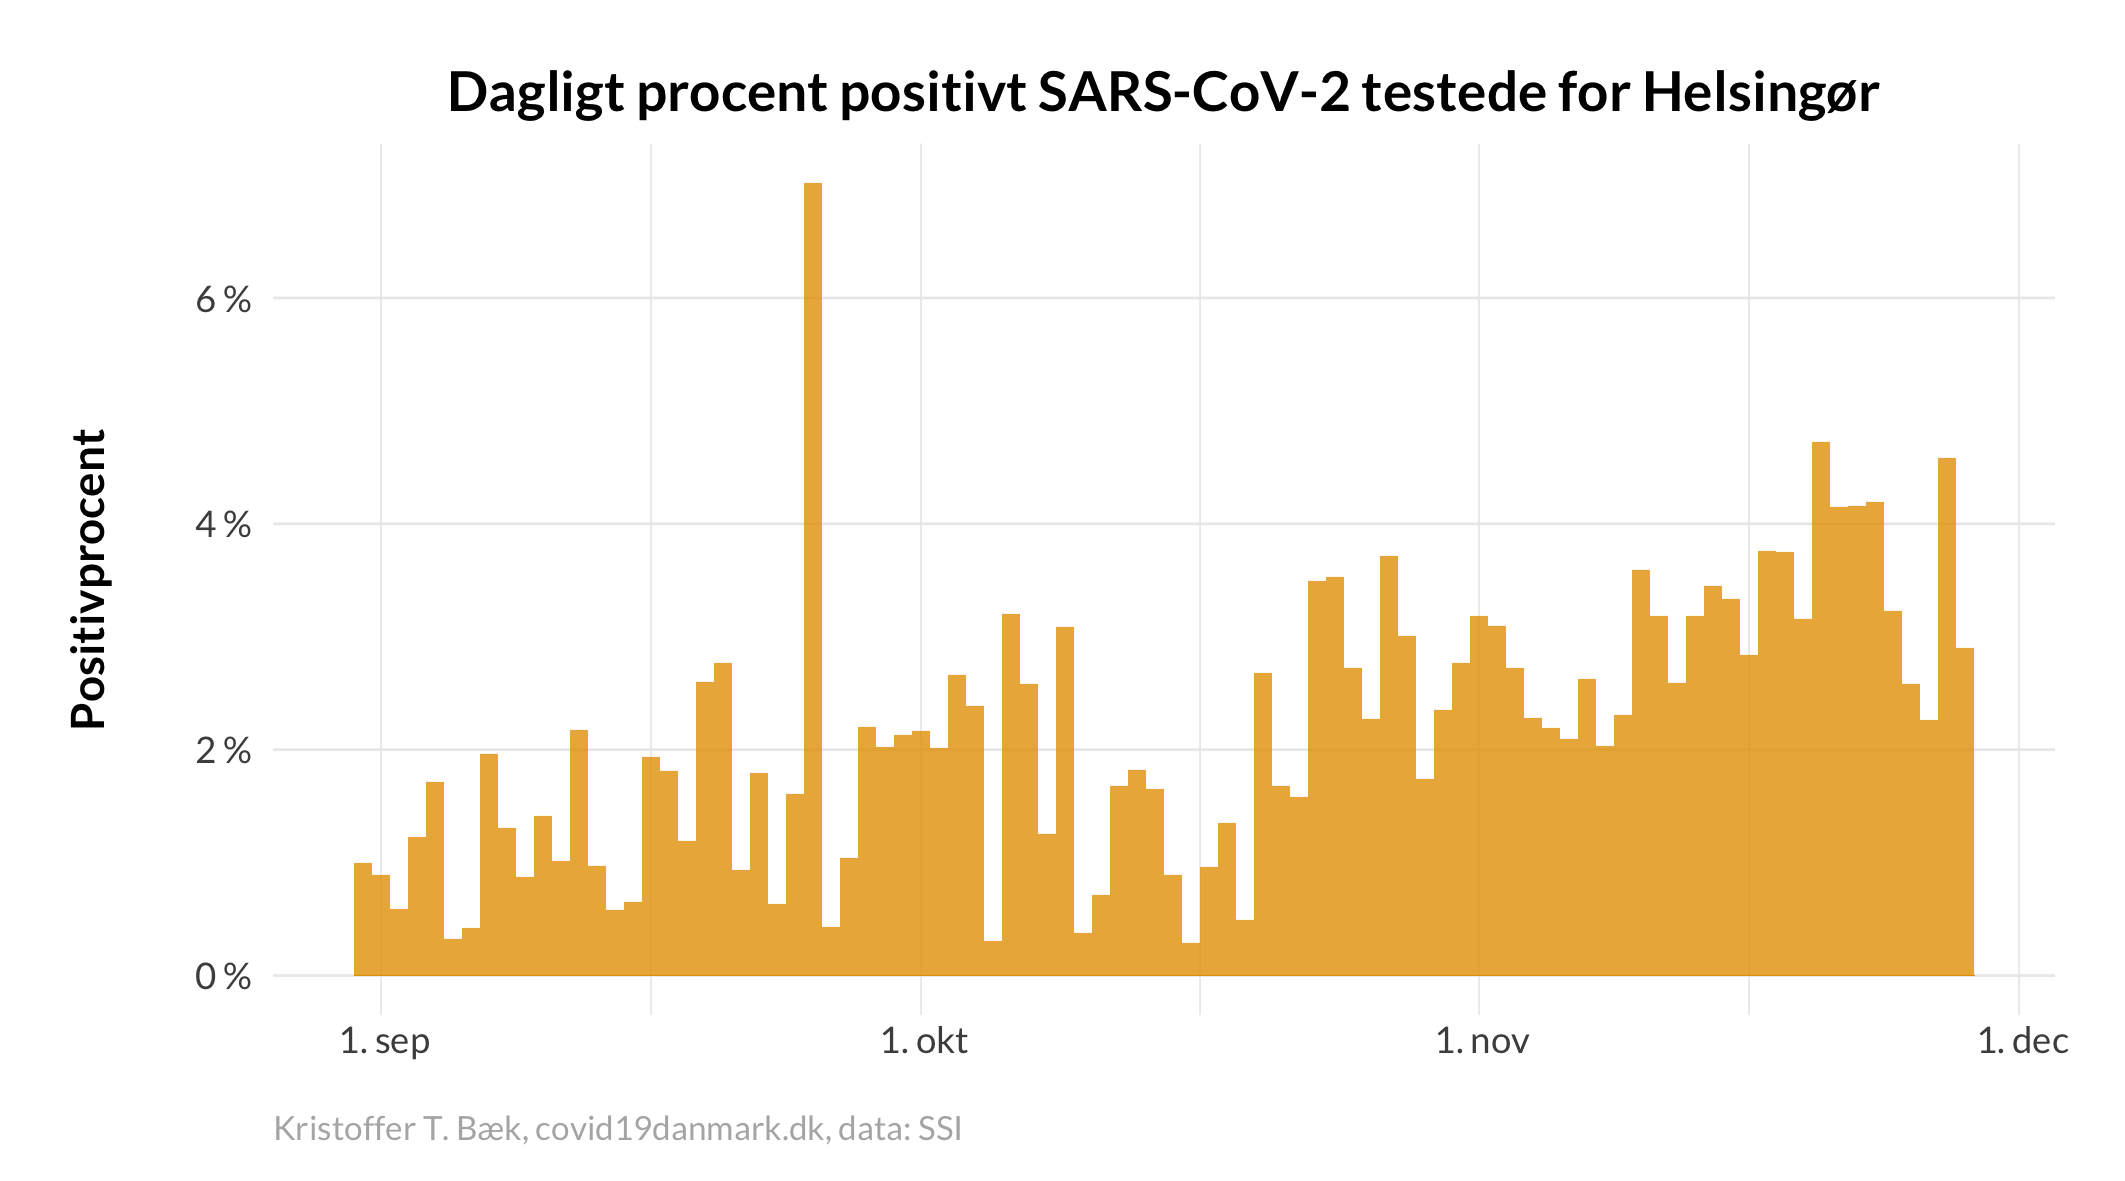 Dagligt procent positivt SARS-CoV-2 testede for Helsingør
Positivprocent
6 %
4 %
2 %
0 %
1. sep
1. okt
1. nov
1. dec
Kristoffer T. Bæk, covid19danmark.dk, data: SSI